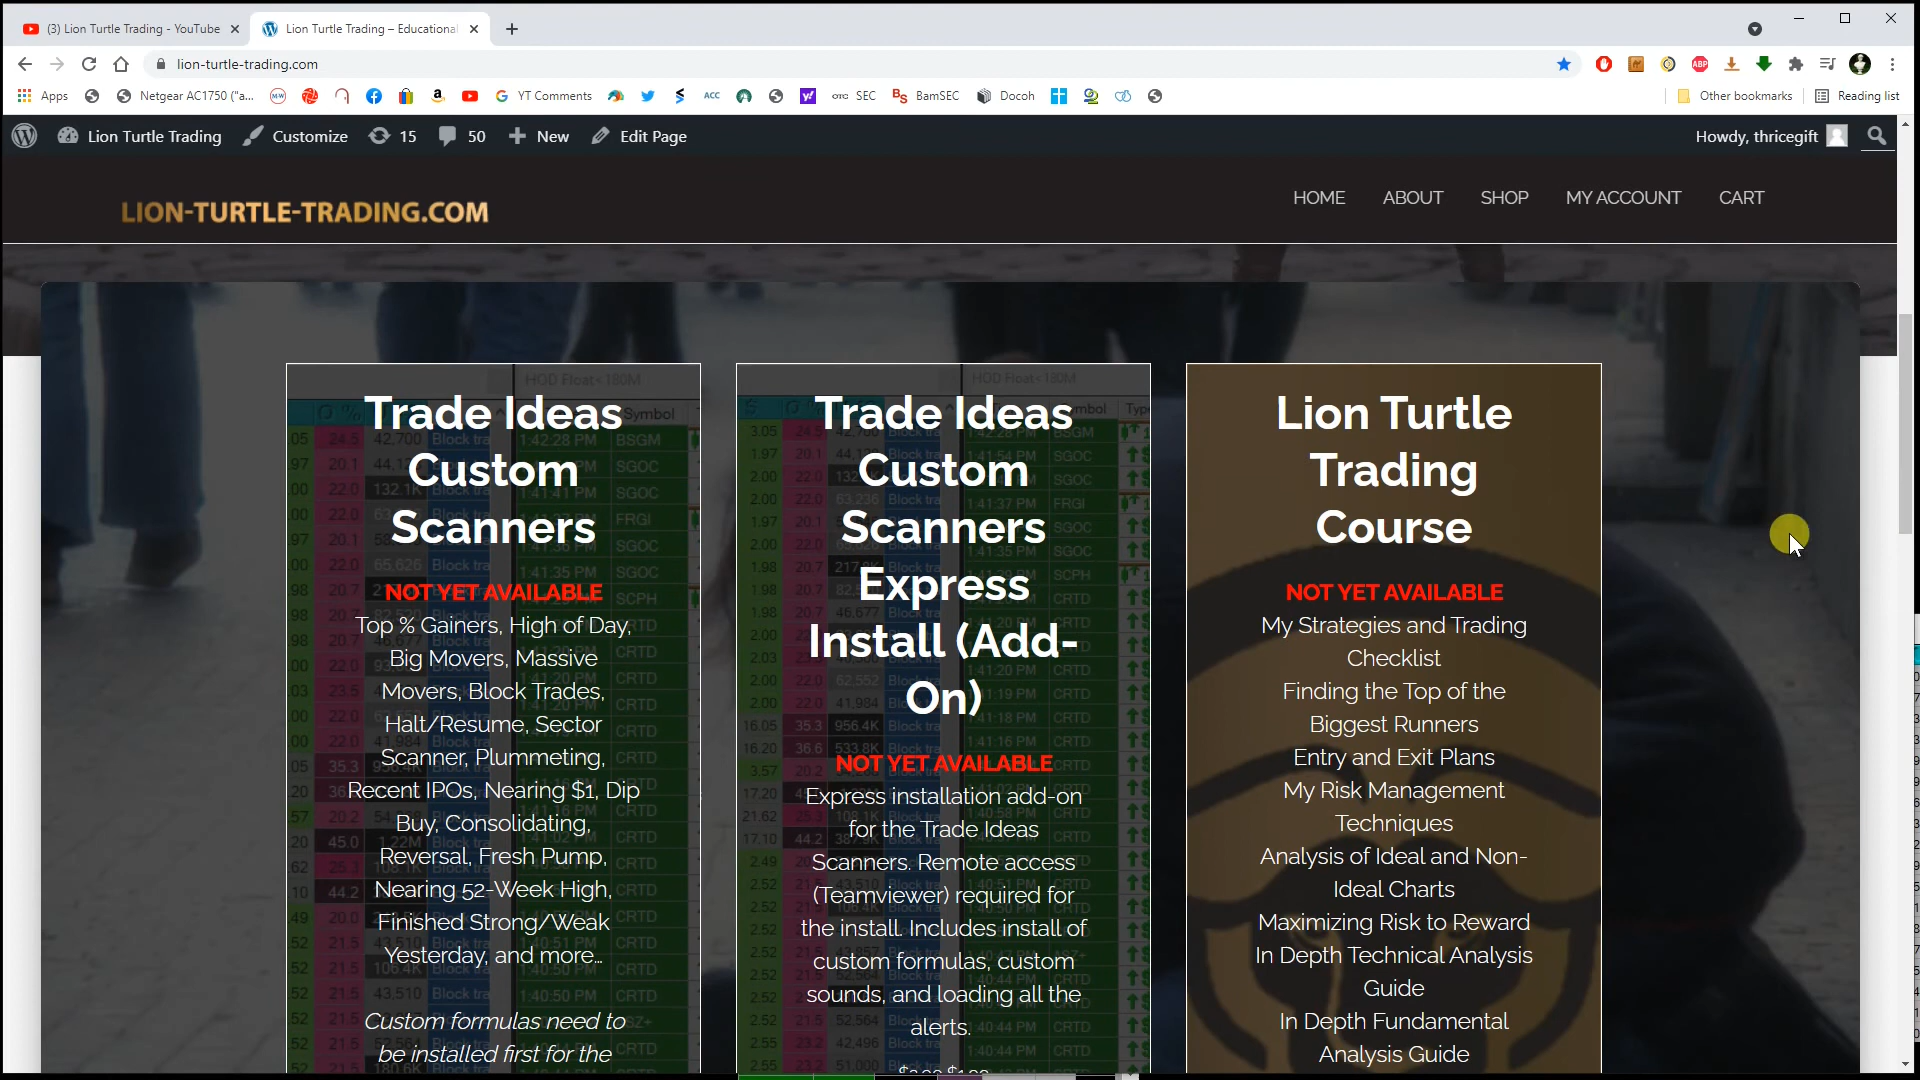 (3) Lion Turtle Trading - YouTube
Lion Turtle Trading – Educational
lion-turtle-trading.com
Apps
Netgear AC1750 ("a...
YT Comments
ACC
SEC
BamSEC
Docoh
Other bookmarks
Reading list
Lion Turtle Trading
Customize
15
50
New
Edit Page
Howdy, thricegift
LION-TURTLE-TRADING.COM
HOME
ABOUT
SHOP
MY ACCOUNT
CART
Trade Ideas
Custom
Scanners
NOT YET AVAILABLE
Top % Gainers, High of Day,
Big Movers, Massive
Movers, Block Trades,
Halt/Resume, Sector
Scanner, Plummeting,
Recent IPOs, Nearing $1, Dip
Buy, Consolidating,
Reversal, Fresh Pump,
Nearing 52-Week High,
Finished Strong/Weak
Yesterday, and more...
Custom formulas need to
be installed first for the
Trade Ideas
Custom
Scanners
Express
Install (Add-
On)
NOT YET AVAILABLE
Express installation add-on
for the Trade Ideas
Scanners. Remote access
(Teamviewer) required for
the install. Includes install of
custom formulas, custom
sounds, and loading all the
alerts.
Lion Turtle
Trading
Course
NOT YET AVAILABLE
My Strategies and Trading
Checklist
Finding the Top of the
Biggest Runners
Entry and Exit Plans
My Risk Management
Techniques
Analysis of Ideal and Non-
Ideal Charts
Maximizing Risk to Reward
In Depth Technical Analysis
Guide
In Depth Fundamental
Analysis Guide